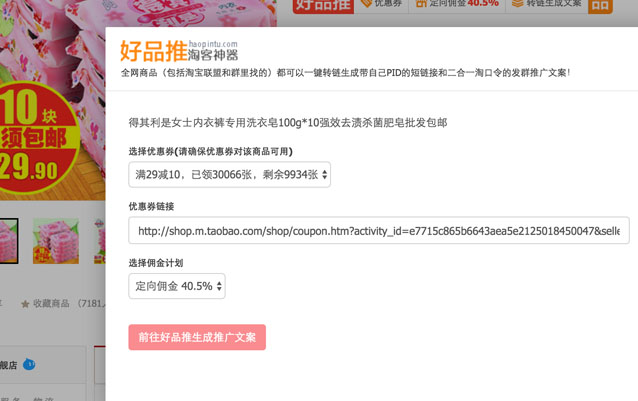 好品推
优惠券
定向佣金 40.5%
转链生成文案
品
好品推
haopintu.com
淘客神器
全网商品（包括淘宝联盟和群里找的）都可以一键转链生成带自己PID的短链接和二合一淘口令的发群推广文案！
10块
须包邮
29.90
得其利是女士内衣裤专用洗衣皂100g*10强效去渍杀菌肥皂批发包邮
选择优惠券(请确保优惠券对该商品可用)
满29减10，已领30066张，剩余9934张
优惠券链接
http://shop.m.taobao.com/shop/coupon.htm?activity_id=e7715c865b6643aea5e2125018450047&selle
选择佣金计划
定向佣金 40.5%
收藏商品 （7181
前往好品推生成推广文案
舰店